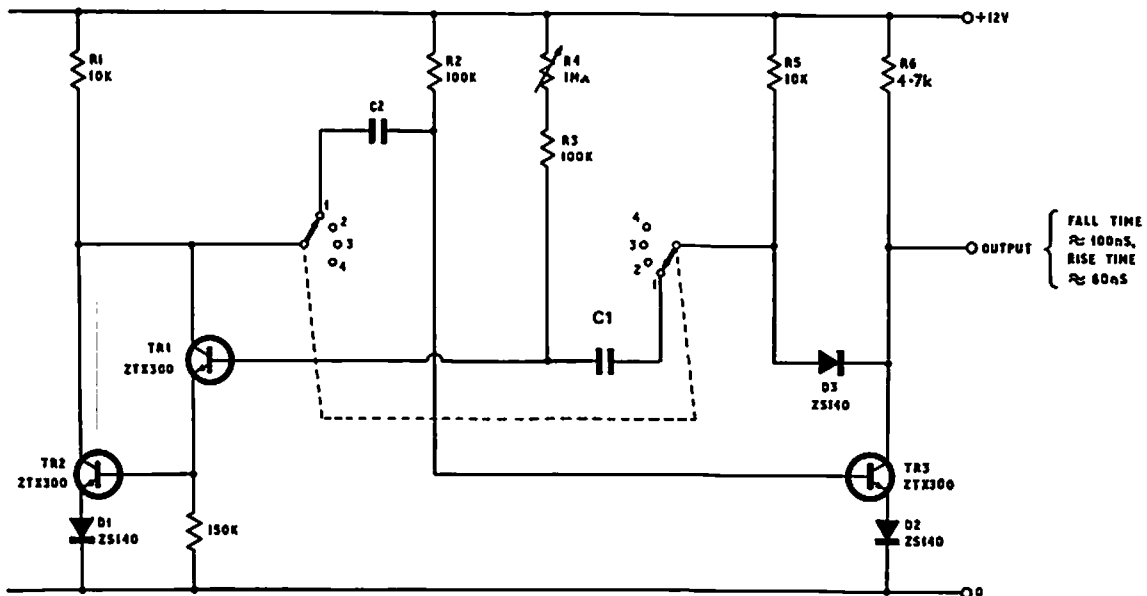 +12V
R1
10K
R2
100K
R4
1MΩ
R5
10K
R6
4·7k
C2
R3
100K
1
2
3
4
4
3
2
1
OUTPUT
FALL TIME
≈ 100nS,
RISE TIME
≈ 60nS
C1
TR1
ZTX300
D3
ZS140
TR2
ZTX300
TR3
ZTX300
D1
ZS140
150K
D2
ZS140
0